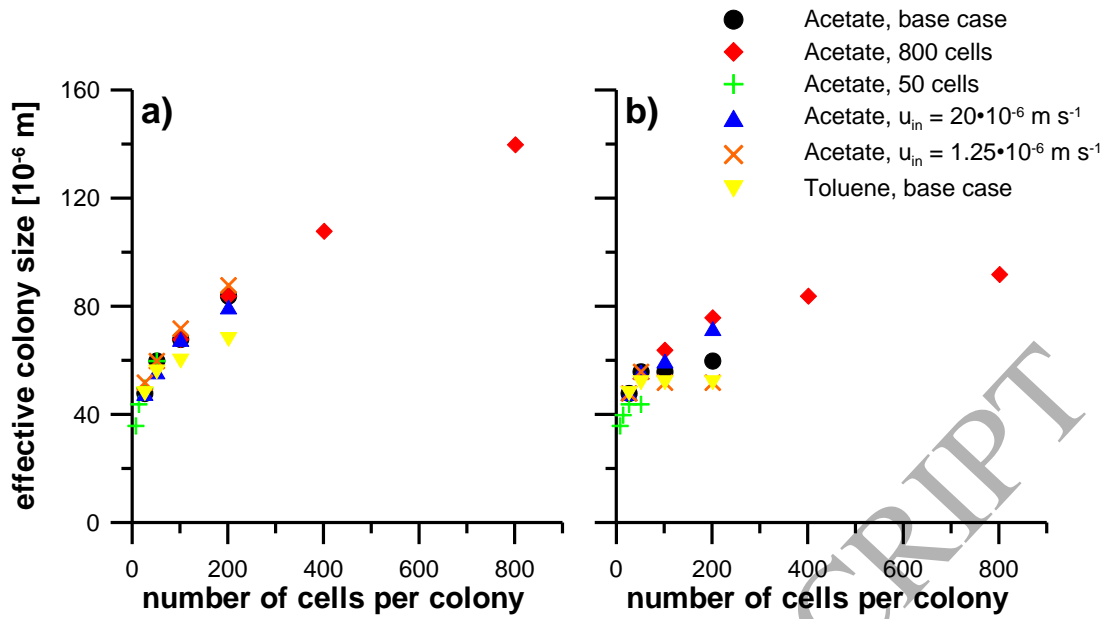 Acetate, base case
Acetate, 800 cells
Acetate, 50 cells
Acetate, u_in = 20•10⁻⁶ m s⁻¹
Acetate, u_in = 1.25•10⁻⁶ m s⁻¹
Toluene, base case
effective colony size [10⁻⁶ m]
a)
160
120
80
40
0
0 200 400 600 800
number of cells per colony
b)
0 200 400 600 800
number of cells per colony
CRIPT